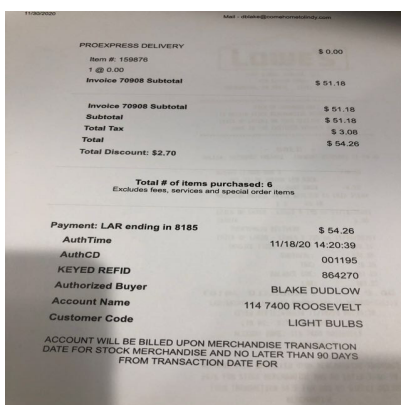 11/30/2020 Mail - dblake@comehometoindy.com
PROEXPRESS DELIVERY $ 0.00
Item #: 159876
1 @ 0.00
Invoice 70908 Subtotal $ 51.18
Invoice 70908 Subtotal $ 51.18
Subtotal $ 51.18
Total Tax $ 3.08
Total $ 54.26
Total Discount: $2.70
Total # of items purchased: 6
Excludes fees, services and special order items
Payment: LAR ending in 8185 $ 54.26
AuthTime 11/18/20 14:20:39
AuthCD 001195
KEYED REFID 864270
Authorized Buyer BLAKE DUDLOW
Account Name 114 7400 ROOSEVELT
Customer Code LIGHT BULBS
ACCOUNT WILL BE BILLED UPON MERCHANDISE TRANSACTION
DATE FOR STOCK MERCHANDISE AND NO LATER THAN 90 DAYS
FROM TRANSACTION DATE FOR